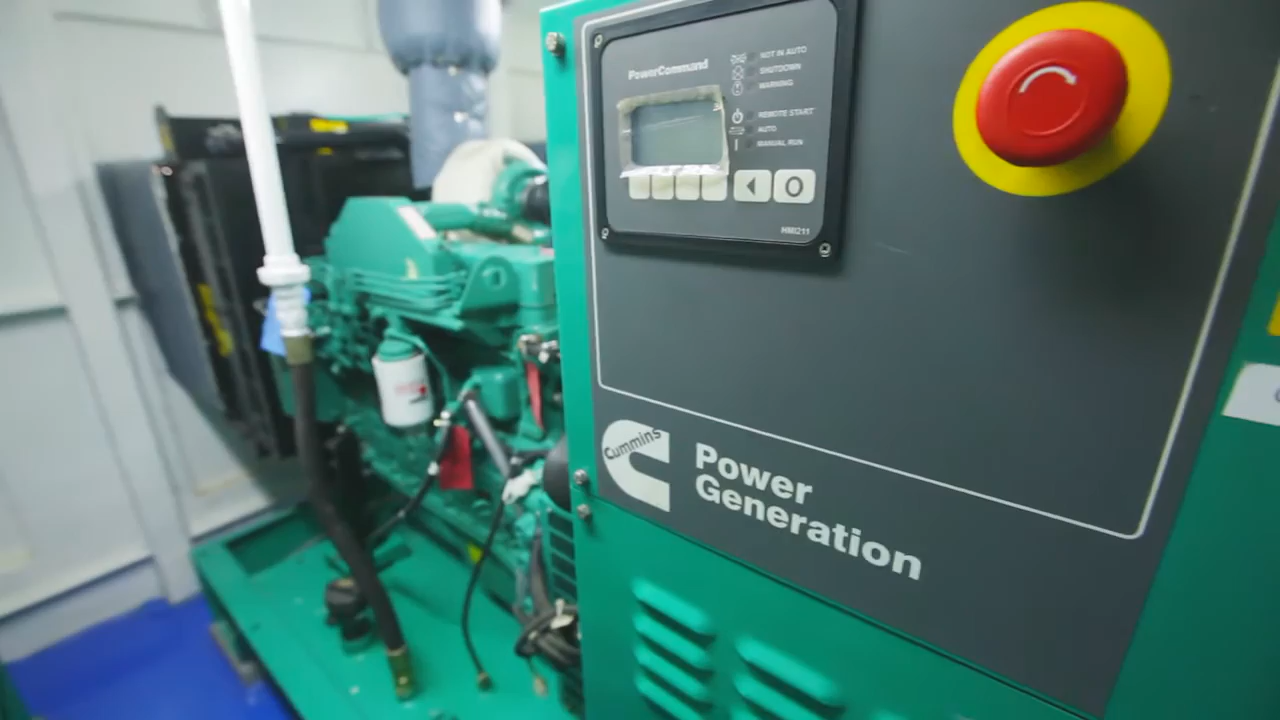 PowerCommand
NOT IN AUTO
SHUTDOWN
WARNING
REMOTE START
AUTO
MANUAL RUN
HMI211
Cummins
Power
Generation